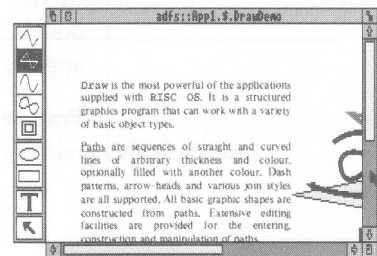 adfs::App1.$.DrawDemo
Draw is the most powerful of the applications
supplied with RISC OS. It is a structured
graphics program that can work with a variety
of basic object types.
Paths are sequences of straight and curved
lines of arbitrary thickness and colour,
optionally filled with another colour. Dash
patterns, arrow-heads and various join styles
are all supported. All basic graphic shapes are
constructed from paths. Extensive editing
facilities are provided for the entering,
construction and manipulation of paths.
T